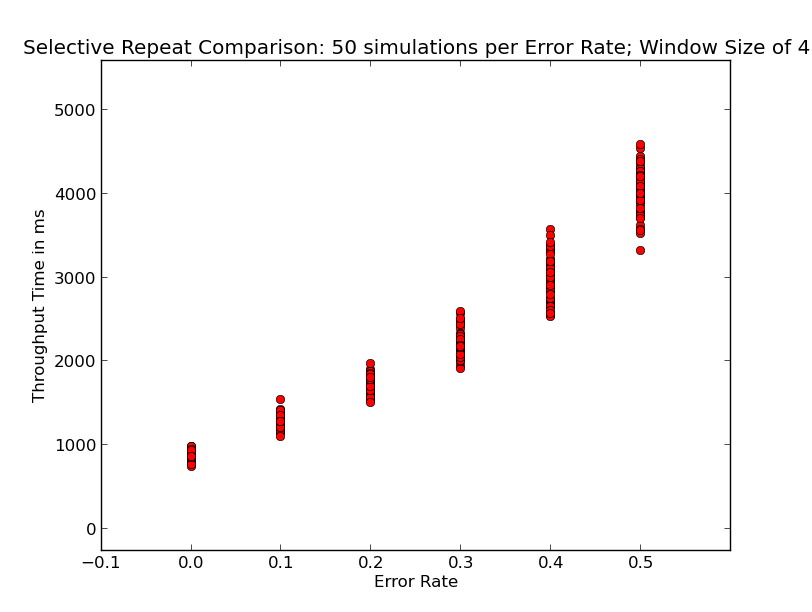 Selective Repeat Comparison: 50 simulations per Error Rate; Window Size of 4
5000
4000
3000
2000
1000
0
Throughput Time in ms
−0.1 0.0 0.1 0.2 0.3 0.4 0.5
Error Rate